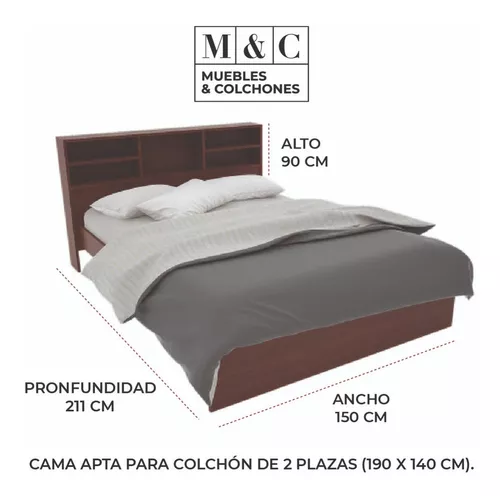 M & C
MUEBLES
& COLCHONES
ALTO
90 CM
PRONFUNDIDAD
211 CM
ANCHO
150 CM
CAMA APTA PARA COLCHÓN DE 2 PLAZAS (190 X 140 CM).